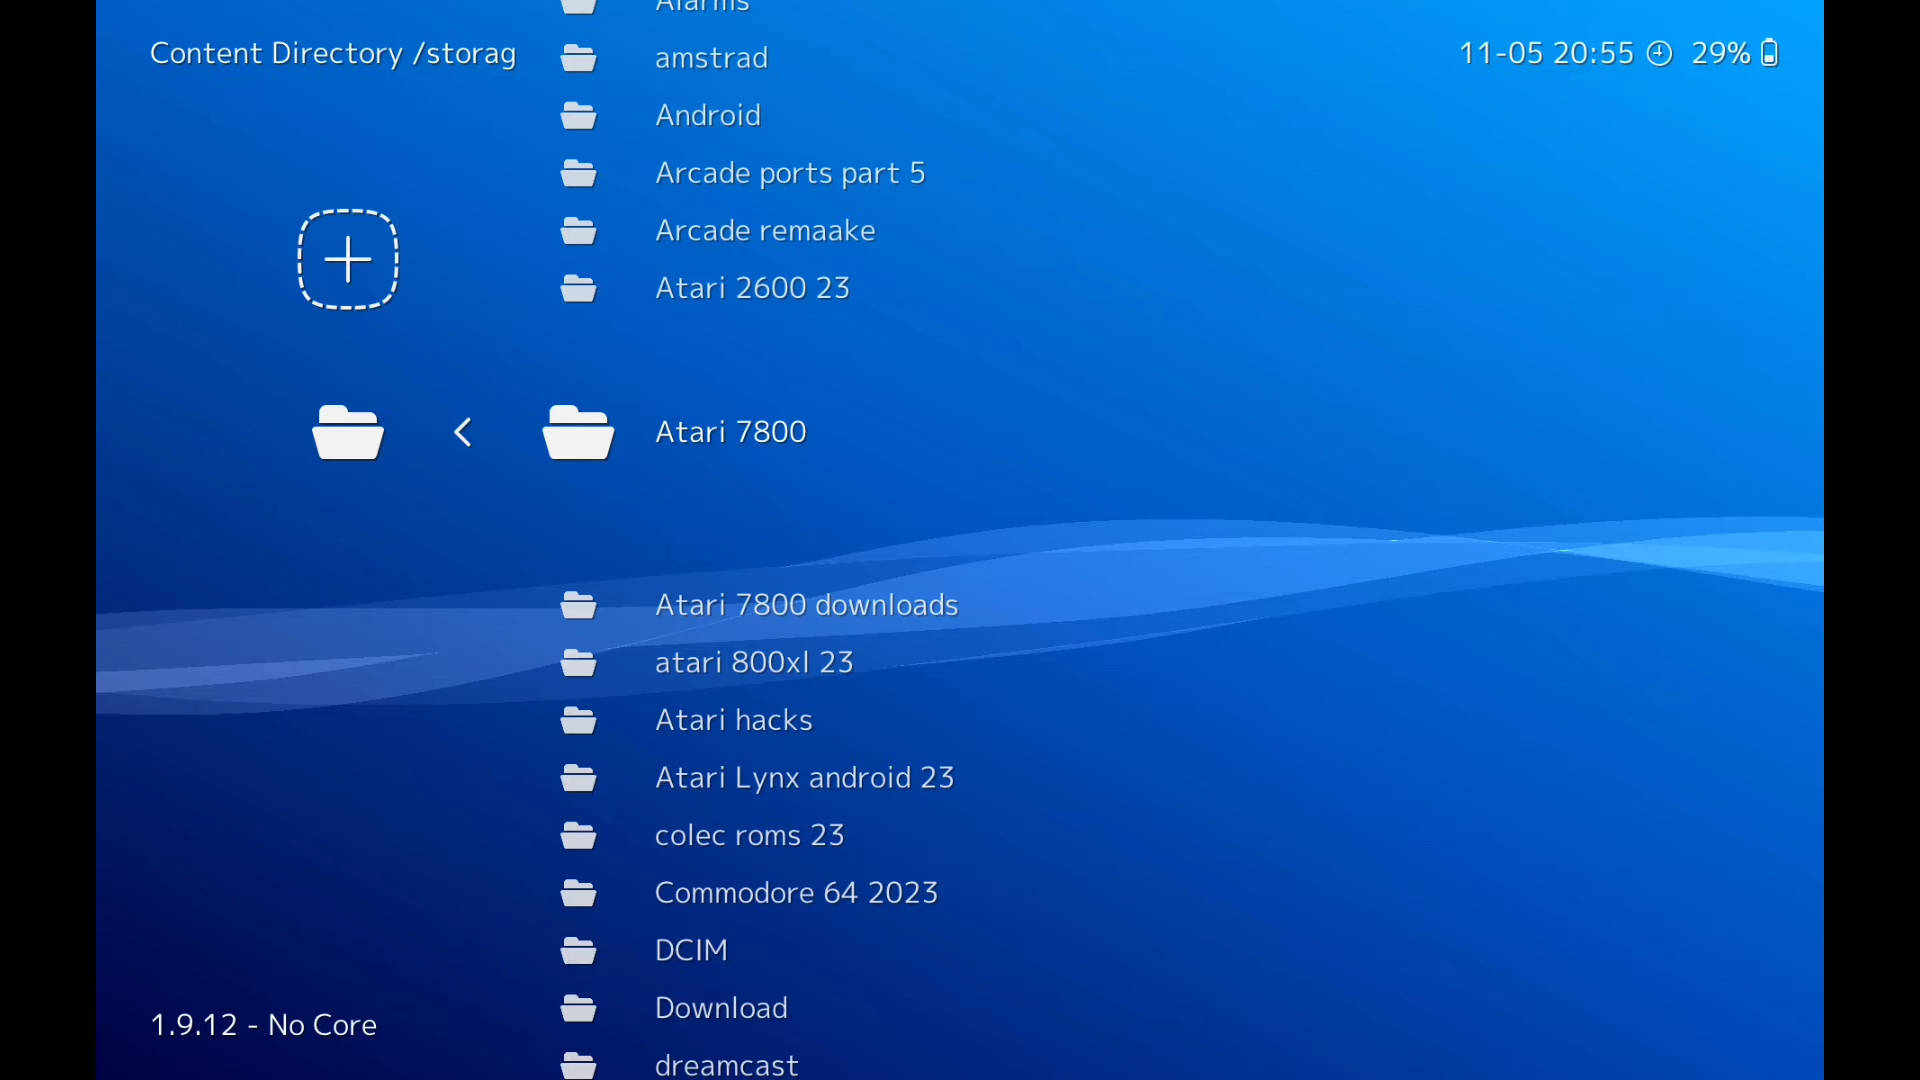 Alarms
Content Directory /storag
11-05 20:55 29%
amstrad
Android
Arcade ports part 5
Arcade remaake
Atari 2600 23
Atari 7800
Atari 7800 downloads
atari 800xl 23
Atari hacks
Atari Lynx android 23
colec roms 23
Commodore 64 2023
DCIM
Download
1.9.12 - No Core
dreamcast